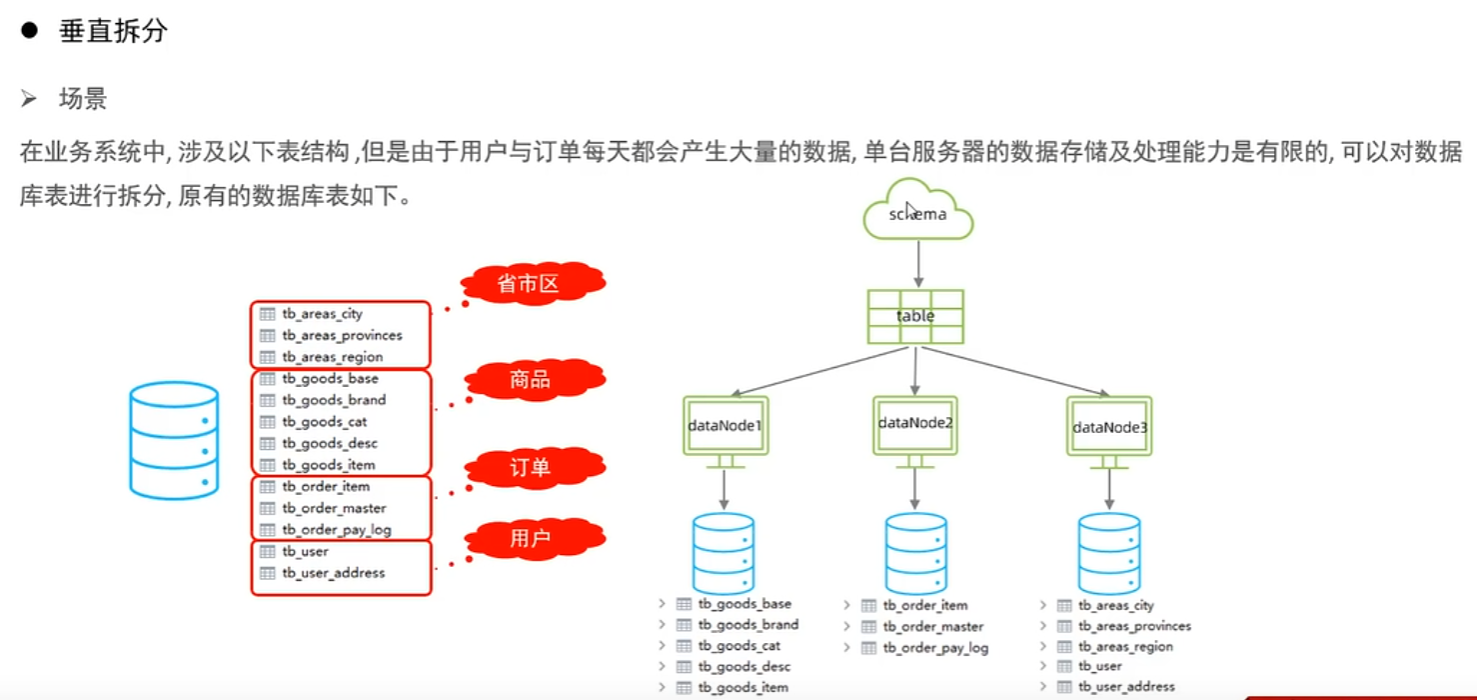 垂直拆分
场景
在业务系统中, 涉及以下表结构 ,但是由于用户与订单每天都会产生大量的数据, 单台服务器的数据存储及处理能力是有限的, 可以对数据
库表进行拆分, 原有的数据库表如下。
tb_areas_city
tb_areas_provinces
tb_areas_region
tb_goods_base
tb_goods_brand
tb_goods_cat
tb_goods_desc
tb_goods_item
tb_order_item
tb_order_master
tb_order_pay_log
tb_user
tb_user_address
省市区
商品
订单
用户
schema
table
dataNode1
dataNode2
dataNode3
tb_goods_base
tb_goods_brand
tb_goods_cat
tb_goods_desc
tb_goods_item
tb_order_item
tb_order_master
tb_order_pay_log
tb_areas_city
tb_areas_provinces
tb_areas_region
tb_user
tb_user_address